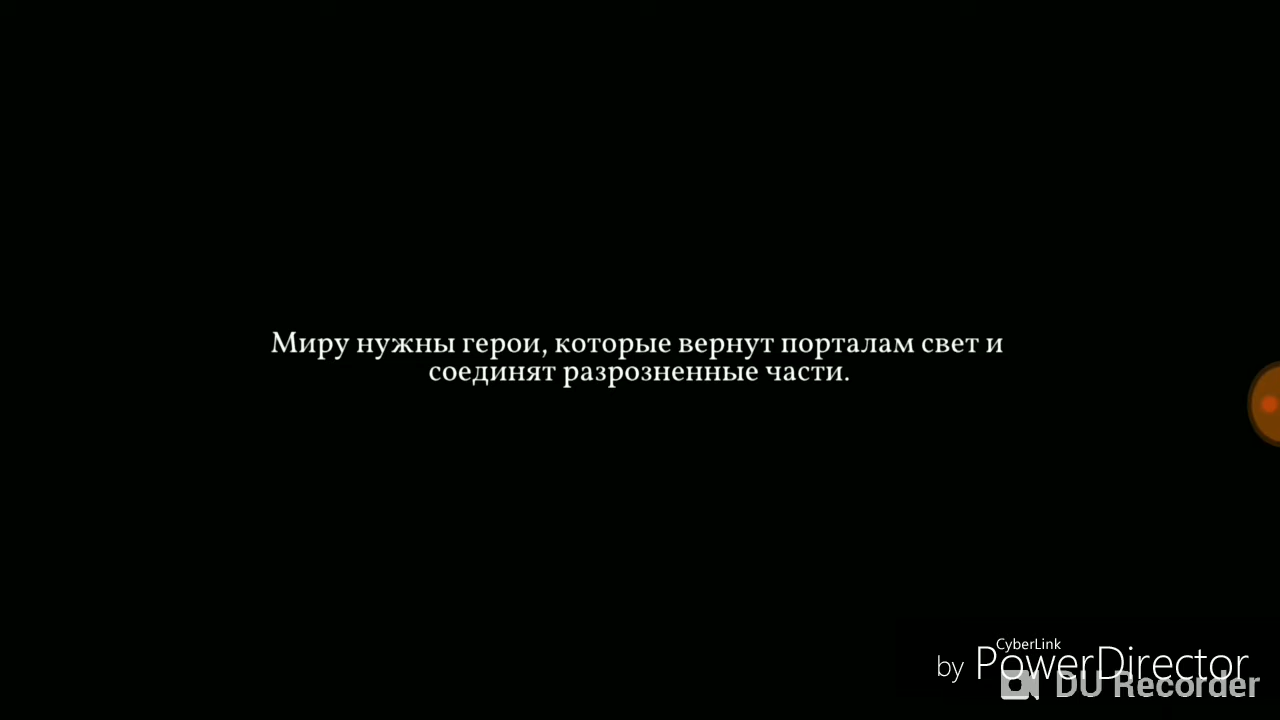 Миру нужны герои, которые вернут порталам свет и
соединят разрозненные части.
CyberLink
by PowerDirector
DU Recorder